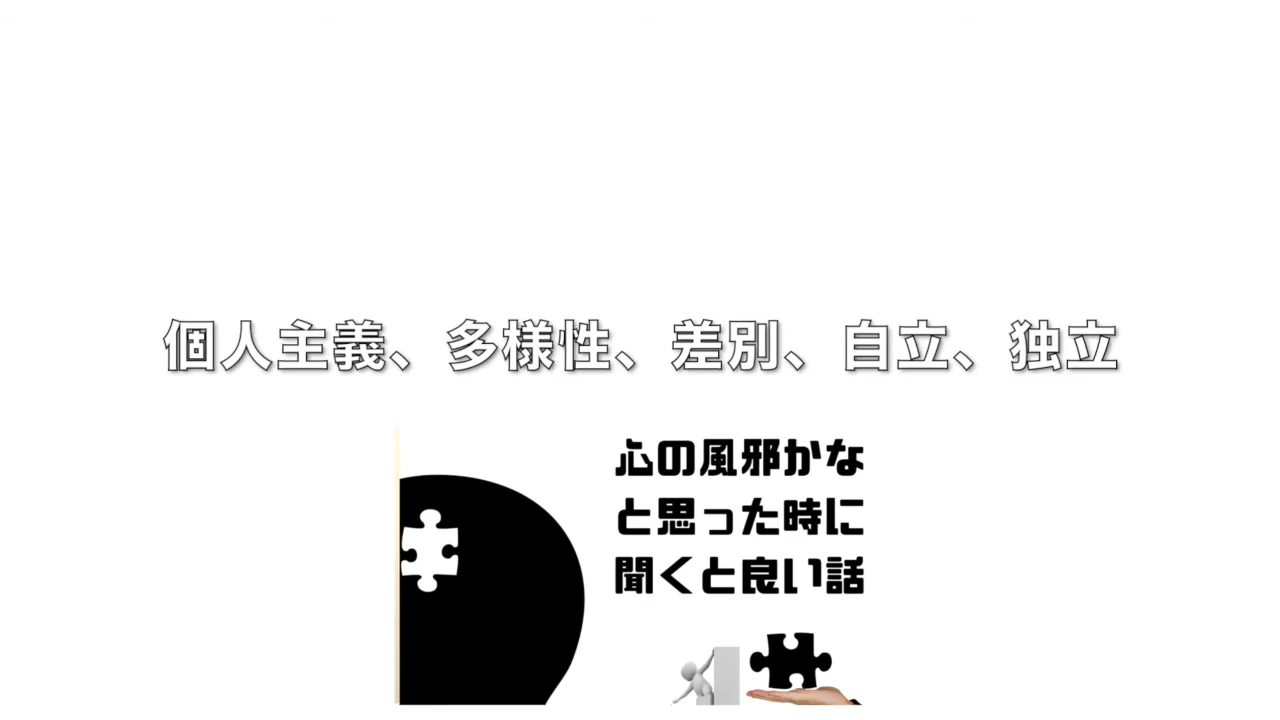 個人主義、多様性、差別、自立、独立
心の風邪かな
と思った時に
聞くと良い話